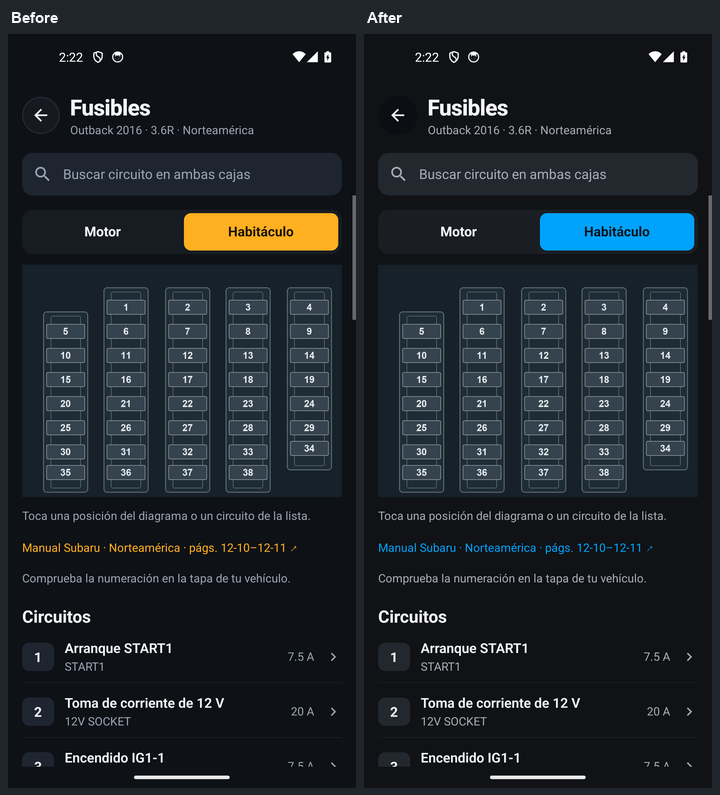 Before
2:22
Fusibles
Outback 2016 · 3.6R · Norteamérica
Buscar circuito en ambas cajas
Motor
Habitáculo
1 2 3 4
5 6 7 8 9
10 11 12 13 14
15 16 17 18 19
20 21 22 23 24
25 26 27 28 29
30 31 32 33 34
35 36 37 38
Toca una posición del diagrama o un circuito de la lista.
Manual Subaru · Norteamérica · págs. 12-10–12-11 ↗
Comprueba la numeración en la tapa de tu vehículo.
Circuitos
1 Arranque START1 7.5 A
START1
2 Toma de corriente de 12 V 20 A
12V SOCKET
3 Encendido IG1-1 7.5 A
After
2:22
Fusibles
Outback 2016 · 3.6R · Norteamérica
Buscar circuito en ambas cajas
Motor
Habitáculo
1 2 3 4
5 6 7 8 9
10 11 12 13 14
15 16 17 18 19
20 21 22 23 24
25 26 27 28 29
30 31 32 33 34
35 36 37 38
Toca una posición del diagrama o un circuito de la lista.
Manual Subaru · Norteamérica · págs. 12-10–12-11 ↗
Comprueba la numeración en la tapa de tu vehículo.
Circuitos
1 Arranque START1 7.5 A
START1
2 Toma de corriente de 12 V 20 A
12V SOCKET
3 Encendido IG1-1 7.5 A